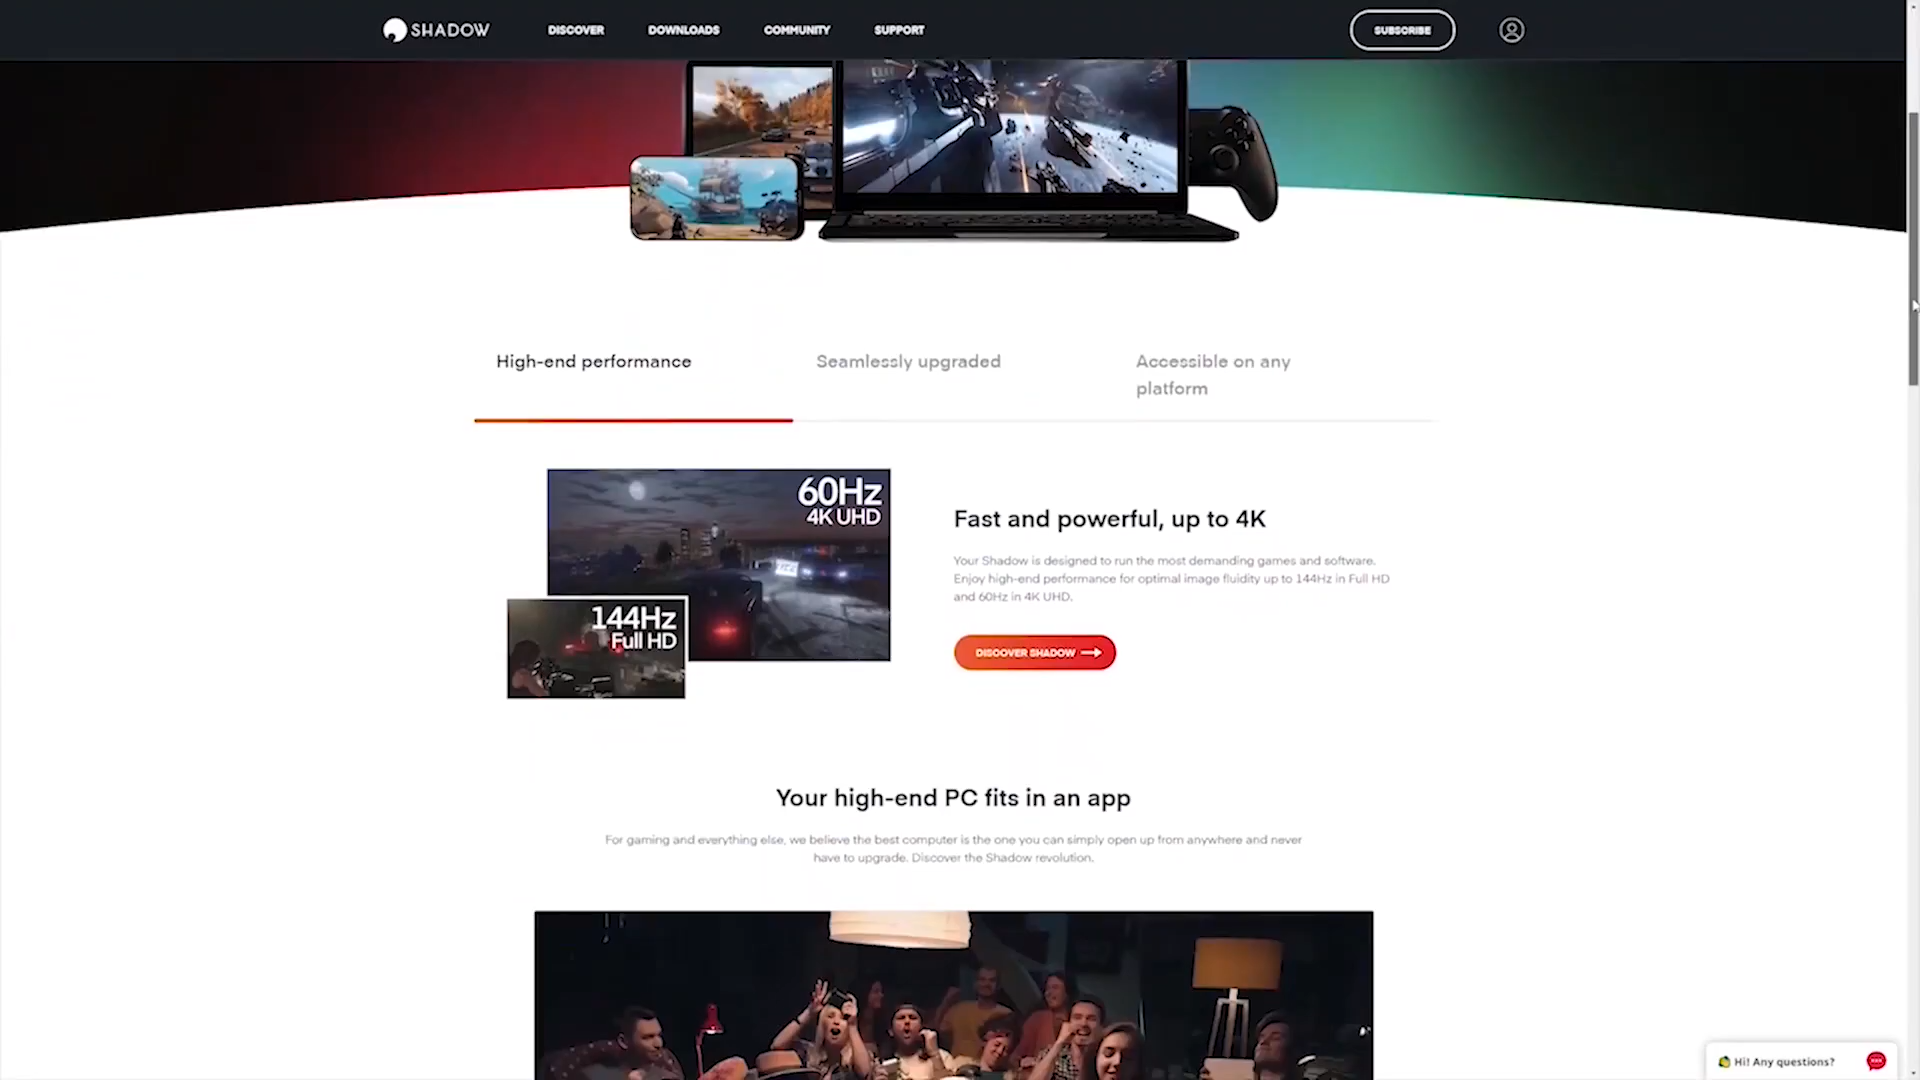 SHADOW
DISCOVER
DOWNLOADS
COMMUNITY
SUPPORT
SUBSCRIBE
High-end performance
Seamlessly upgraded
Accessible on any
platform
60Hz
4K UHD
144Hz
Full HD
Fast and powerful, up to 4K
Your Shadow is designed to run the most demanding games and software.
Enjoy high-end performance for optimal image fluidity up to 144Hz in Full HD
and 60Hz in 4K UHD.
DISCOVER SHADOW
Your high-end PC fits in an app
For gaming and everything else, we believe the best computer is the one you can simply open up from anywhere and never
have to upgrade. Discover the Shadow revolution.
Hi! Any questions?